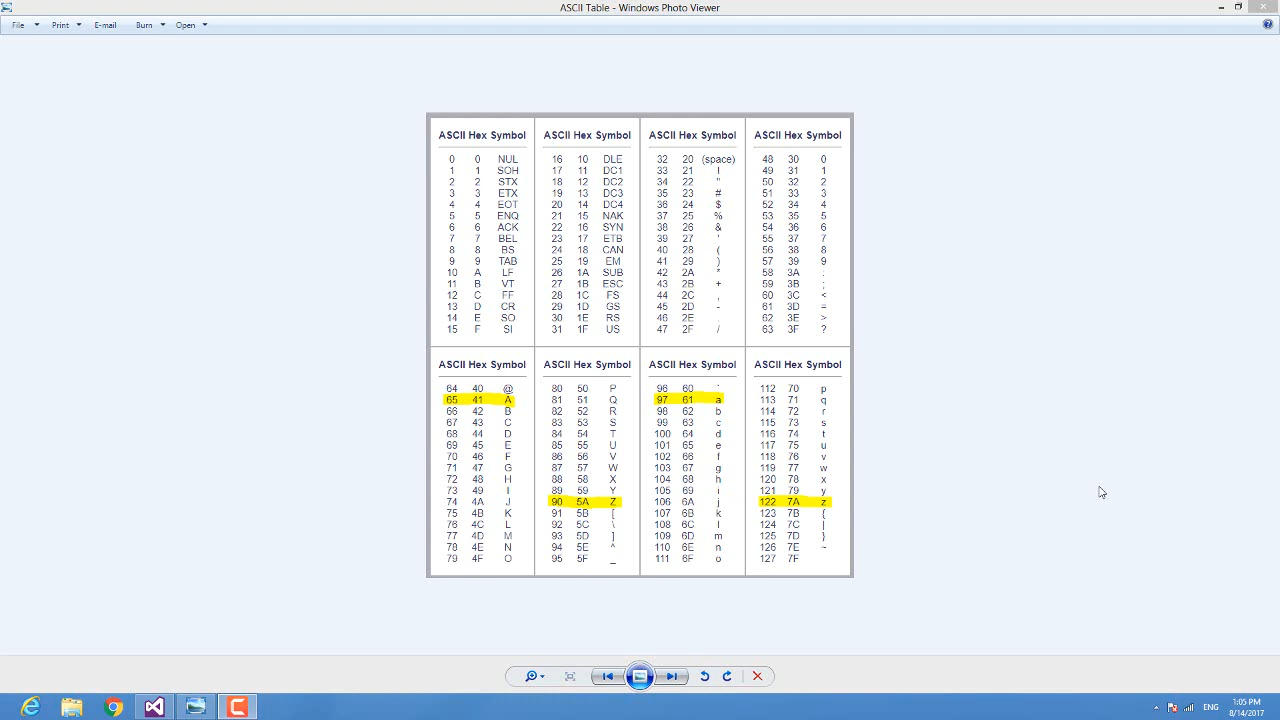 ASCII Table - Windows Photo Viewer
File Print E-mail Burn Open
ASCII Hex Symbol
0 0 NUL
1 1 SOH
2 2 STX
3 3 ETX
4 4 EOT
5 5 ENQ
6 6 ACK
7 7 BEL
8 8 BS
9 9 TAB
10 A LF
11 B VT
12 C FF
13 D CR
14 E SO
15 F SI
ASCII Hex Symbol
16 10 DLE
17 11 DC1
18 12 DC2
19 13 DC3
20 14 DC4
21 15 NAK
22 16 SYN
23 17 ETB
24 18 CAN
25 19 EM
26 1A SUB
27 1B ESC
28 1C FS
29 1D GS
30 1E RS
31 1F US
ASCII Hex Symbol
32 20 (space)
33 21 !
34 22 "
35 23 #
36 24 $
37 25 %
38 26 &
39 27 '
40 28 (
41 29 )
42 2A *
43 2B +
44 2C ,
45 2D -
46 2E
47 2F /
ASCII Hex Symbol
48 30 0
49 31 1
50 32 2
51 33 3
52 34 4
53 35 5
54 36 6
55 37 7
56 38 8
57 39 9
58 3A :
59 3B ;
60 3C <
61 3D =
62 3E >
63 3F ?
ASCII Hex Symbol
64 40 @
65 41 A
66 42 B
67 43 C
68 44 D
69 45 E
70 46 F
71 47 G
72 48 H
73 49 I
74 4A J
75 4B K
76 4C L
77 4D M
78 4E N
79 4F O
ASCII Hex Symbol
80 50 P
81 51 Q
82 52 R
83 53 S
84 54 T
85 55 U
86 56 V
87 57 W
88 58 X
89 59 Y
90 5A Z
91 5B [
92 5C \
93 5D ]
94 5E ^
95 5F _
ASCII Hex Symbol
96 60 `
97 61 a
98 62 b
99 63 c
100 64 d
101 65 e
102 66 f
103 67 g
104 68 h
105 69 i
106 6A j
107 6B k
108 6C l
109 6D m
110 6E n
111 6F o
ASCII Hex Symbol
112 70 p
113 71 q
114 72 r
115 73 s
116 74 t
117 75 u
118 76 v
119 77 w
120 78 x
121 79 y
122 7A z
123 7B {
124 7C |
125 7D }
126 7E ~
127 7F
ENG
1:05 PM
8/14/2017